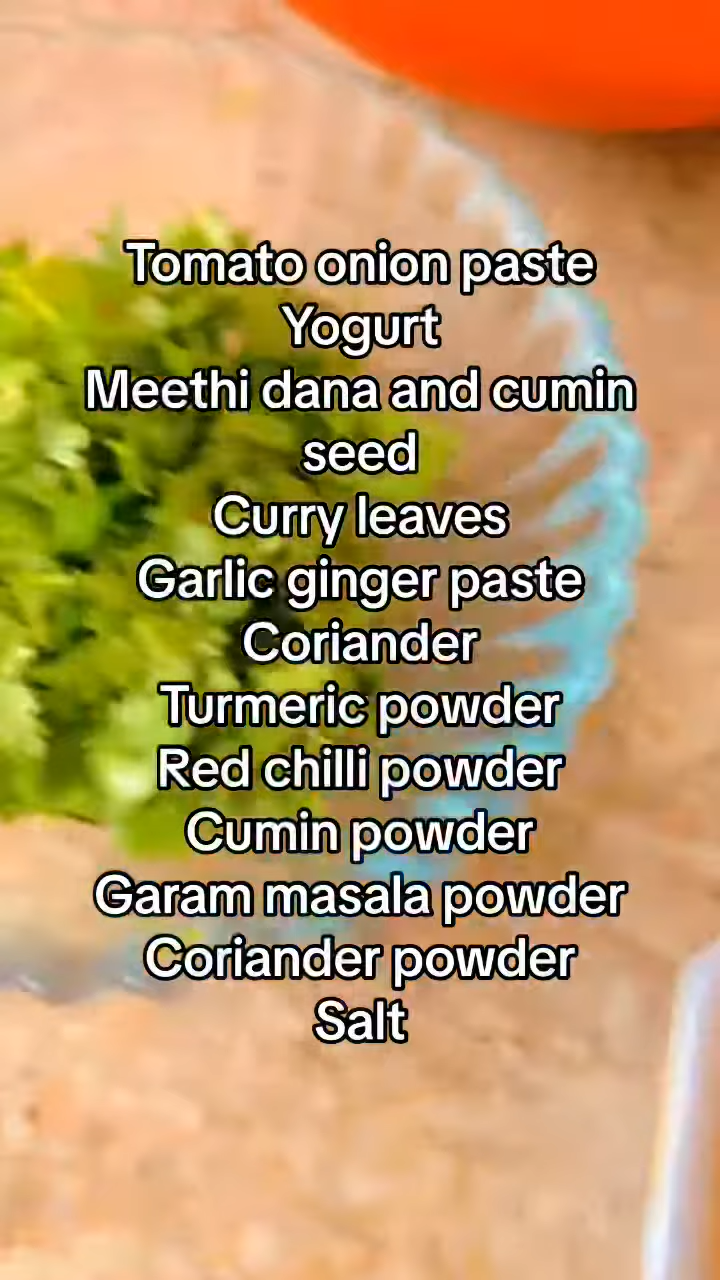 Tomato onion paste
Yogurt
Meethi dana and cumin
seed
Curry leaves
Garlic ginger paste
Coriander
Turmeric powder
Red chilli powder
Cumin powder
Garam masala powder
Coriander powder
Salt